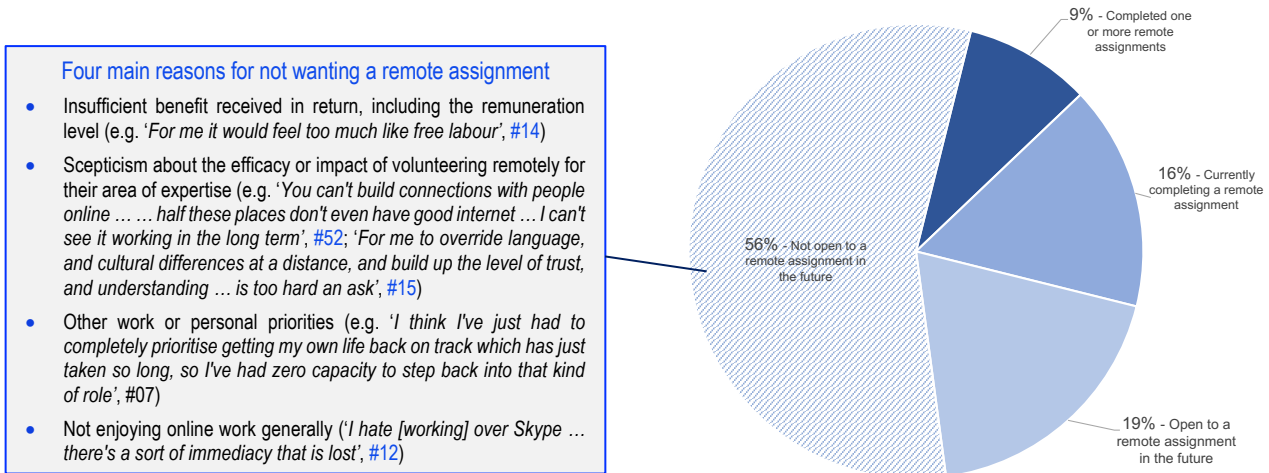 Four main reasons for not wanting a remote assignment
• Insufficient benefit received in return, including the remuneration
level (e.g. ‘For me it would feel too much like free labour’, #14)
• Scepticism about the efficacy or impact of volunteering remotely for
their area of expertise (e.g. ‘You can't build connections with people
online … … half these places don't even have good internet … I can't
see it working in the long term’, #52; ‘For me to override language,
and cultural differences at a distance, and build up the level of trust,
and understanding … is too hard an ask’, #15)
• Other work or personal priorities (e.g. ‘I think I've just had to
completely prioritise getting my own life back on track which has just
taken so long, so I've had zero capacity to step back into that kind
of role’, #07)
• Not enjoying online work generally (‘I hate [working] over Skype …
there's a sort of immediacy that is lost’, #12)
9% - Completed one
or more remote
assignments
16% - Currently
completing a remote
assignment
56% - Not open to a
remote assignment in
the future
19% - Open to a
remote assignment
in the future